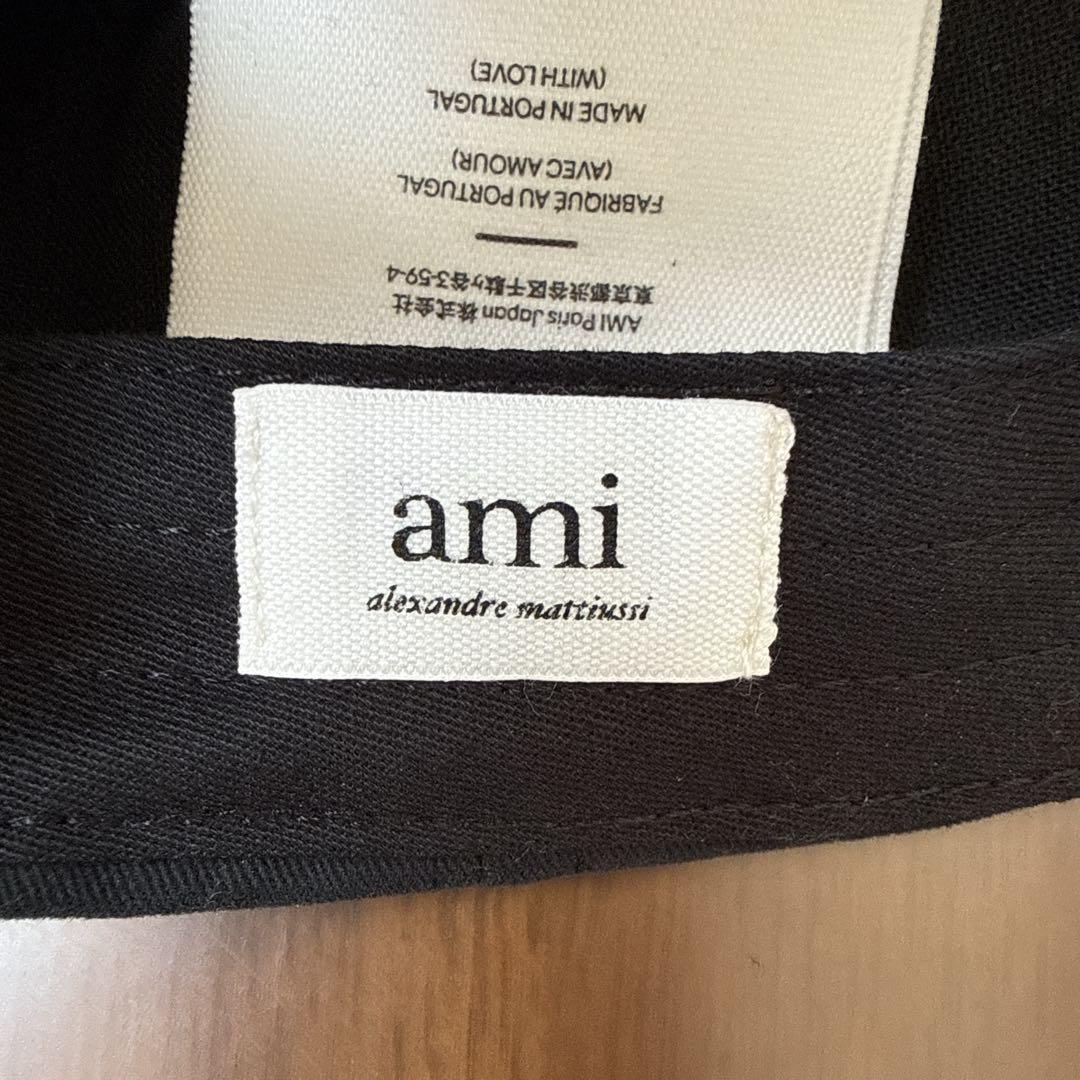 AMI Paris Japan 株式会社
東京都渋谷区千駄ヶ谷3-59-4
FABRIQUÉ AU PORTUGAL
(AVEC AMOUR)
MADE IN PORTUGAL
(WITH LOVE)
ami
alexandre mattiussi